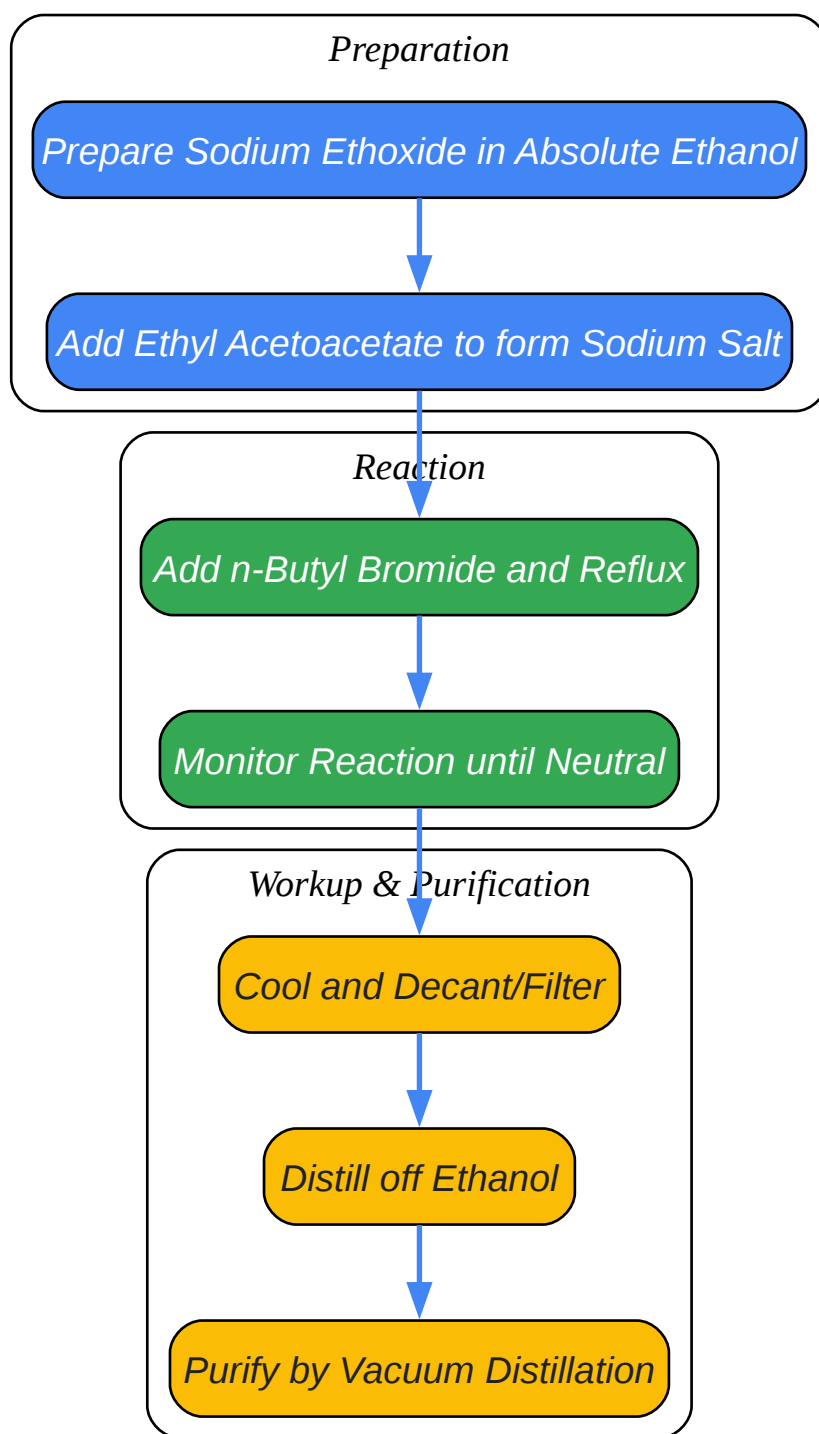 Preparation
Prepare Sodium Ethoxide in Absolute Ethanol
Add Ethyl Acetoacetate to form Sodium Salt
Reaction
Add n-Butyl Bromide and Reflux
Monitor Reaction until Neutral
Workup & Purification
Cool and Decant/Filter
Distill off Ethanol
Purify by Vacuum Distillation